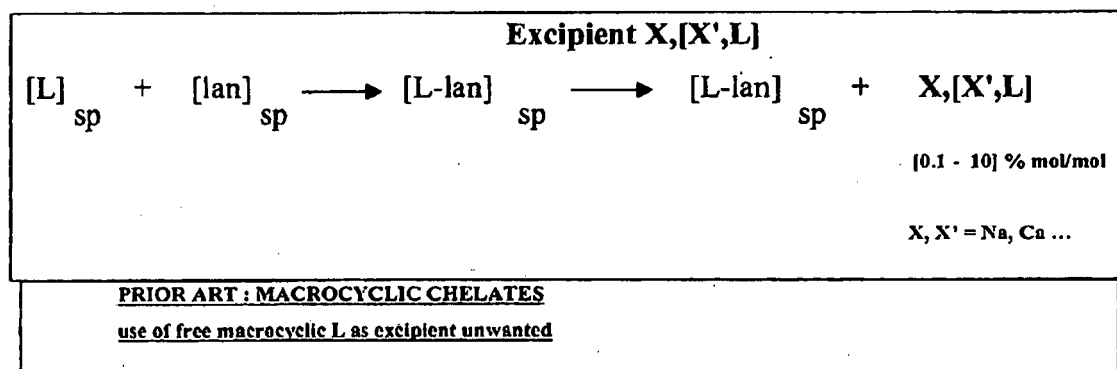 Excipient X,[X',L]
[L] sp + [lan] sp ⟶ [L-lan] sp ⟶ [L-lan] sp + X,[X',L]
[0.1 - 10] % mol/mol
X, X' = Na, Ca ...
PRIOR ART : MACROCYCLIC CHELATES
use of free macrocyclic L as excipient unwanted